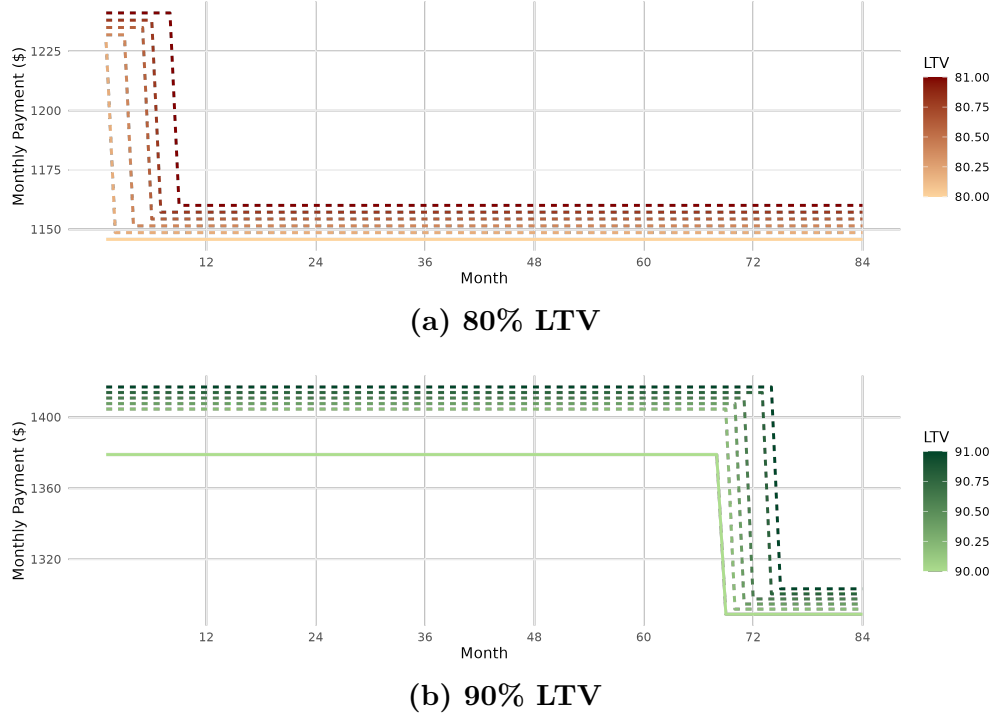 Monthly Payment ($)
1225
1200
1175
1150
12 24 36 48 60 72 84
Month
LTV
81.00
80.75
80.50
80.25
80.00
(a) 80% LTV
Monthly Payment ($)
1400
1360
1320
12 24 36 48 60 72 84
Month
LTV
91.00
90.75
90.50
90.25
90.00
(b) 90% LTV